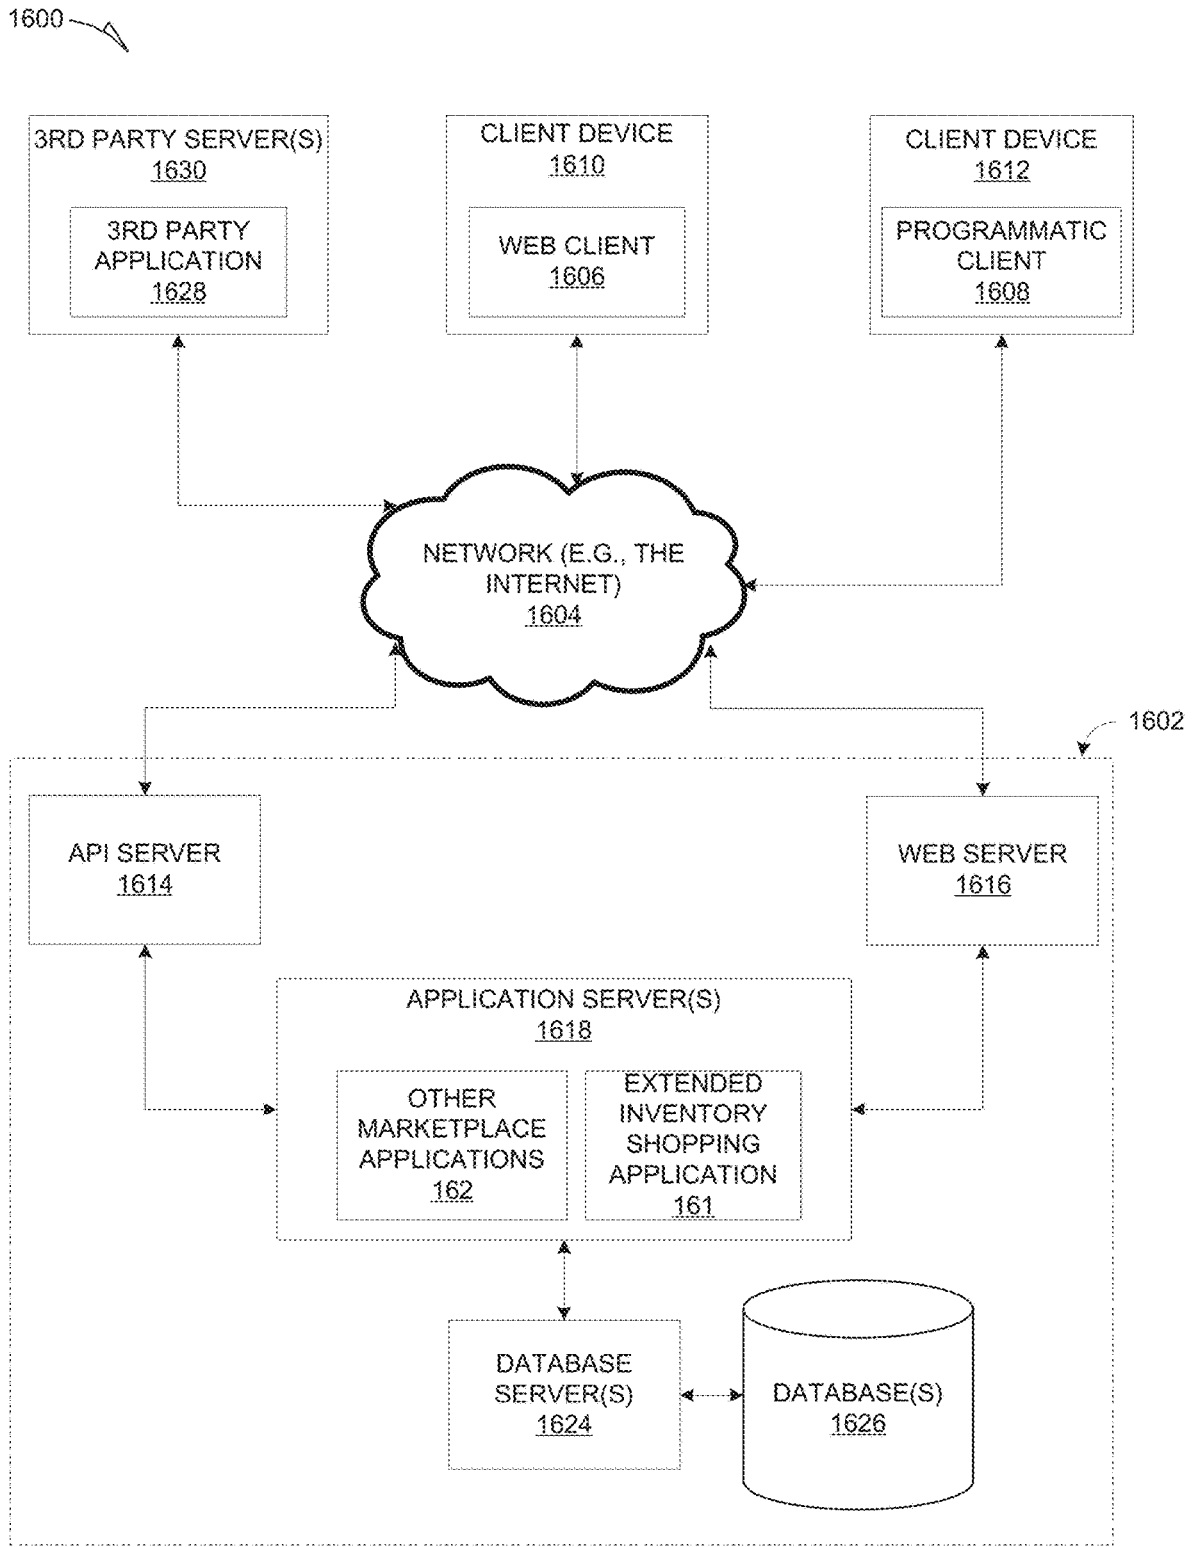 1600
3RD PARTY SERVER(S)
1630
3RD PARTY
APPLICATION
1628
CLIENT DEVICE
1610
WEB CLIENT
1606
CLIENT DEVICE
1612
PROGRAMMATIC
CLIENT
1608
NETWORK (E.G., THE
INTERNET)
1604
1602
API SERVER
1614
WEB SERVER
1616
APPLICATION SERVER(S)
1618
OTHER
MARKETPLACE
APPLICATIONS
162
EXTENDED
INVENTORY
SHOPPING
APPLICATION
161
DATABASE
SERVER(S)
1624
DATABASE(S)
1626